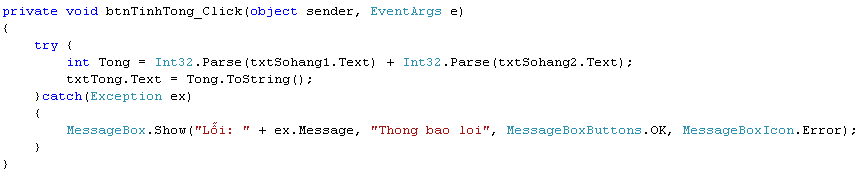 private void btnTinhTong_Click(object sender, EventArgs e)
{
    try {
        int Tong = Int32.Parse(txtSohang1.Text) + Int32.Parse(txtSohang2.Text);
        txtTong.Text = Tong.ToString();
    }catch(Exception ex)
    {
        MessageBox.Show("Lỗi: " + ex.Message, "Thong bao loi", MessageBoxButtons.OK, MessageBoxIcon.Error);
    }
}